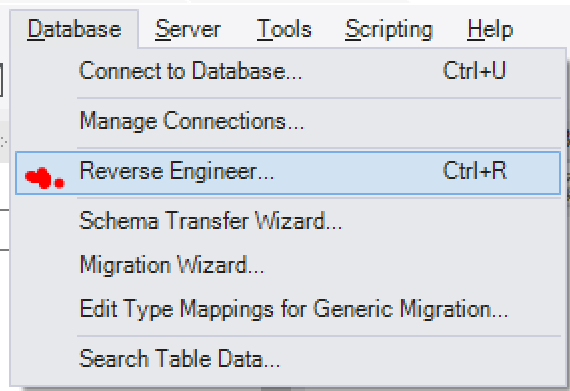 Database Server Tools Scripting Help
Connect to Database... Ctrl+U
Manage Connections...
Reverse Engineer... Ctrl+R
Schema Transfer Wizard...
Migration Wizard...
Edit Type Mappings for Generic Migration...
Search Table Data...